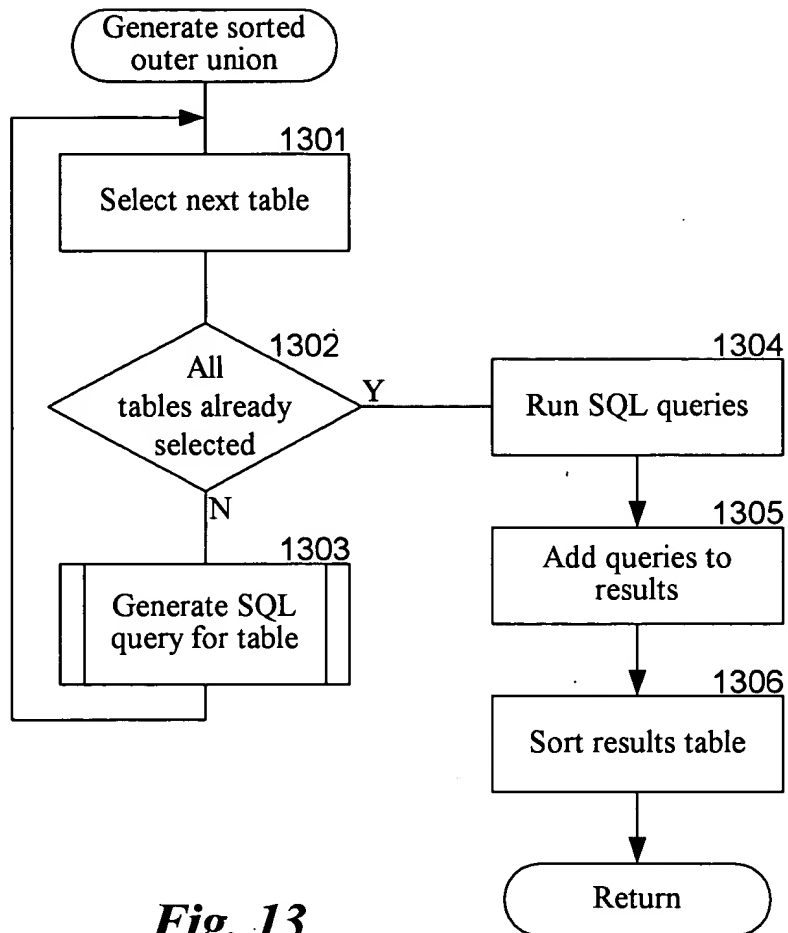 Generate sorted
outer union
1301
Select next table
1302
All
tables already
selected
Y
N
1303
Generate SQL
query for table
1304
Run SQL queries
1305
Add queries to
results
1306
Sort results table
Return
Fig. 13